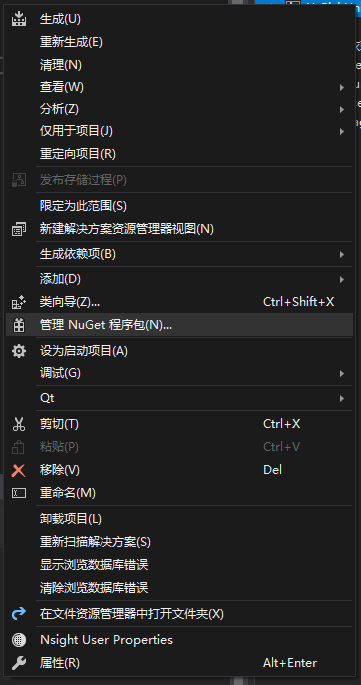 生成(U)
重新生成(E)
清理(N)
查看(W)
分析(Z)
仅用于项目(J)
重定向项目(R)
发布存储过程(P)
限定为此范围(S)
新建解决方案资源管理器视图(N)
生成依赖项(B)
添加(D)
类向导(Z)... Ctrl+Shift+X
管理 NuGet 程序包(N)...
设为启动项目(A)
调试(G)
Qt
剪切(T) Ctrl+X
粘贴(P) Ctrl+V
移除(V) Del
重命名(M)
卸载项目(L)
重新扫描解决方案(S)
显示浏览数据库错误
清除浏览数据库错误
在文件资源管理器中打开文件夹(X)
Nsight User Properties
属性(R) Alt+Enter